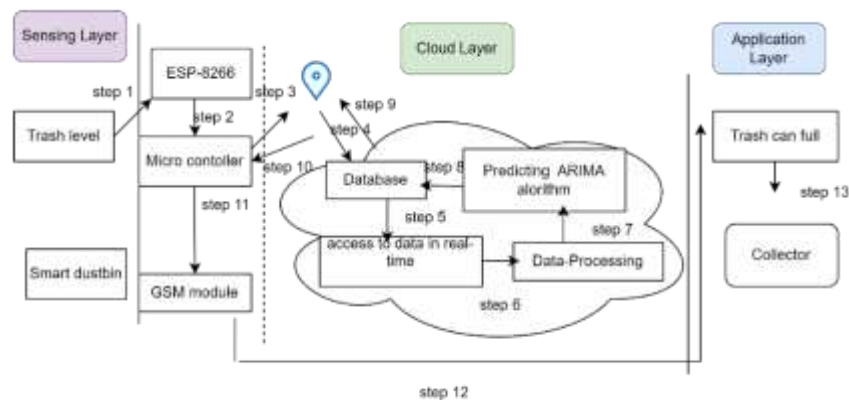 Sensing Layer
Cloud Layer
Application
Layer
ESP-8266
step 1
step 3
step 9
step 2
step 4
Trash level
Trash can full
Micro contoller
step 10
Database
step 8
Predicting ARIMA
alorithm
step 13
step 11
step 5
step 7
access to data in real-
time
Data-Processing
Collector
Smart dustbin
GSM module
step 6
step 12